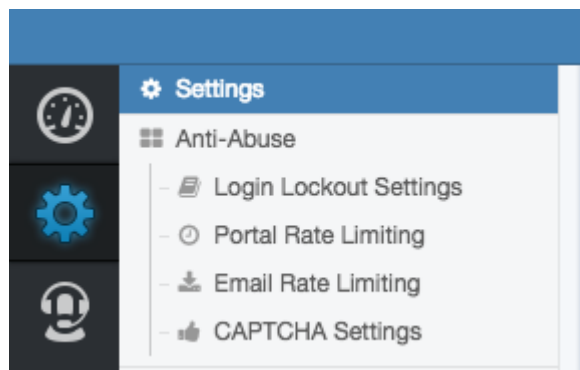 Settings
Anti-Abuse
Login Lockout Settings
Portal Rate Limiting
Email Rate Limiting
CAPTCHA Settings